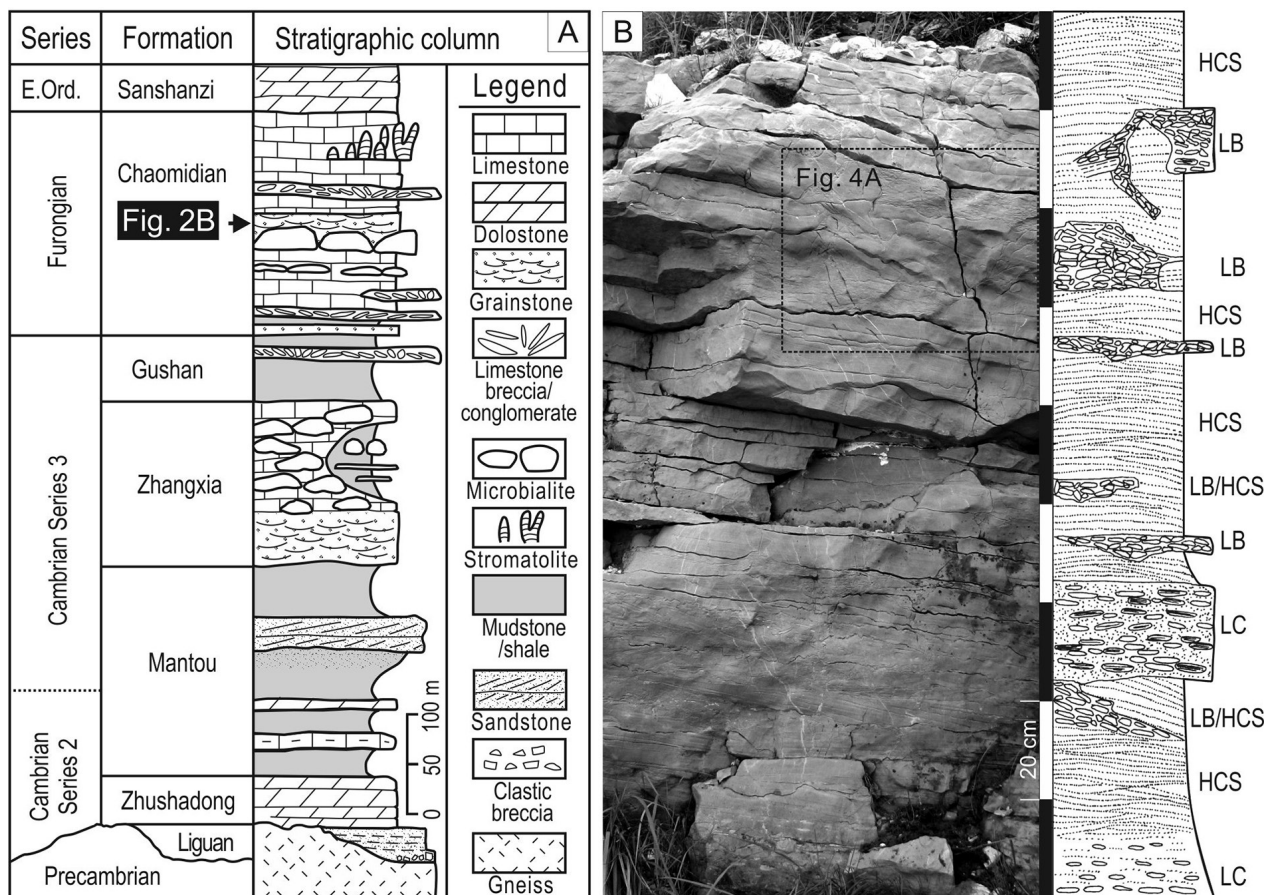 Series
Formation
Stratigraphic column
A
E.Ord.
Sanshanzi
Furongian
Chaomidian
Fig. 2B
Gushan
Cambrian Series 3
Zhangxia
Mantou
Cambrian
Series 2
Zhushadong
Liguan
Precambrian
100 m
50
0
Legend
Limestone
Dolostone
Grainstone
Limestone
breccia/
conglomerate
Microbialite
Stromatolite
Mudstone
/shale
Sandstone
Clastic
breccia
Gneiss
B
Fig. 4A
20 cm
HCS
LB
LB
HCS
LB
HCS
LB/HCS
LB
LC
LB/HCS
HCS
LC